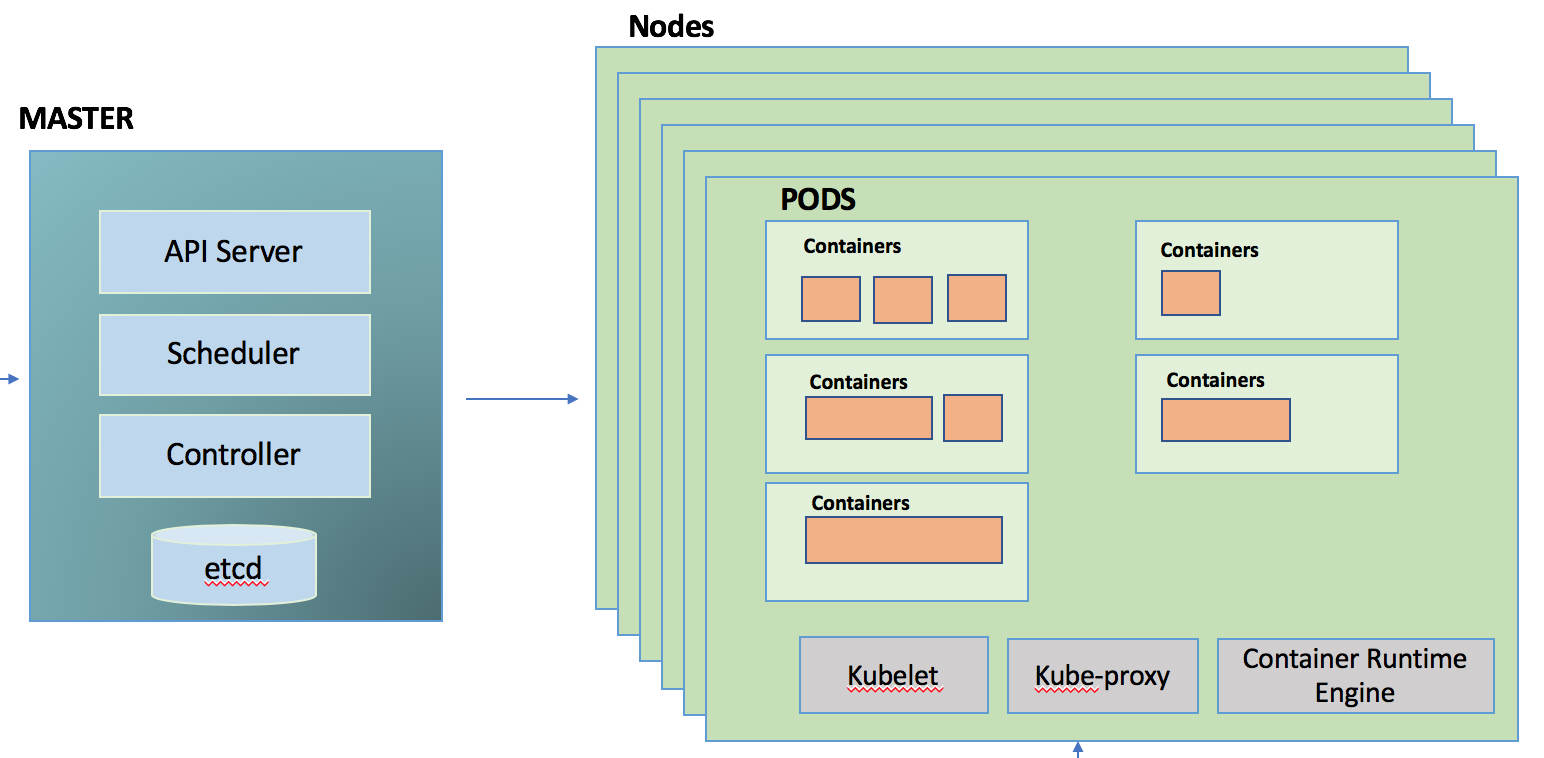 Nodes
MASTER
API Server
Scheduler
Controller
etcd
PODS
Containers
Containers
Containers
Containers
Containers
Kubelet
Kube-proxy
Container Runtime
Engine